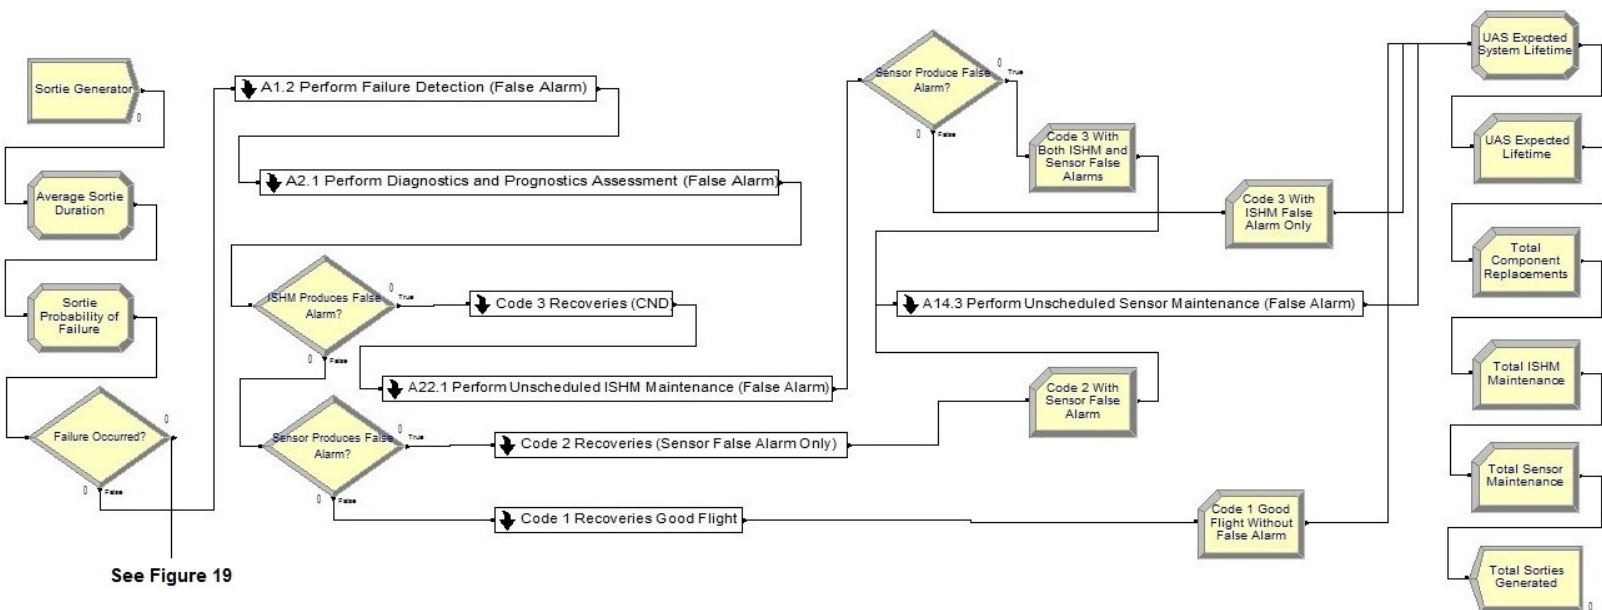 Sortie Generator
0
Average Sortie
Duration
Sortie
Probability of
Failure
Failure Occurred?
0
0
False
See Figure 19
A1.2 Perform Failure Detection (False Alarm)
A2.1 Perform Diagnostics and Prognostics Assessment (False Alarm)
ISHM Produces False
Alarm?
0
True
0
False
Code 3 Recoveries (CND)
A22.1 Perform Unscheduled ISHM Maintenance (False Alarm)
Sensor Produces False
Alarm?
0
True
0
False
Code 2 Recoveries (Sensor False Alarm Only)
Code 1 Recoveries Good Flight
Sensor Produce False
Alarm?
0
True
0
False
Code 3 With
Both ISHM and
Sensor False
Alarms
Code 3 With
ISHM False
Alarm Only
A14.3 Perform Unscheduled Sensor Maintenance (False Alarm)
Code 2 With
Sensor False
Alarm
Code 1 Good
Flight Without
False Alarm
UAS Expected
System Lifetime
UAS Expected
Lifetime
Total
Component
Replacements
Total ISHM
Maintenance
Total Sensor
Maintenance
Total Sorties
Generated
0